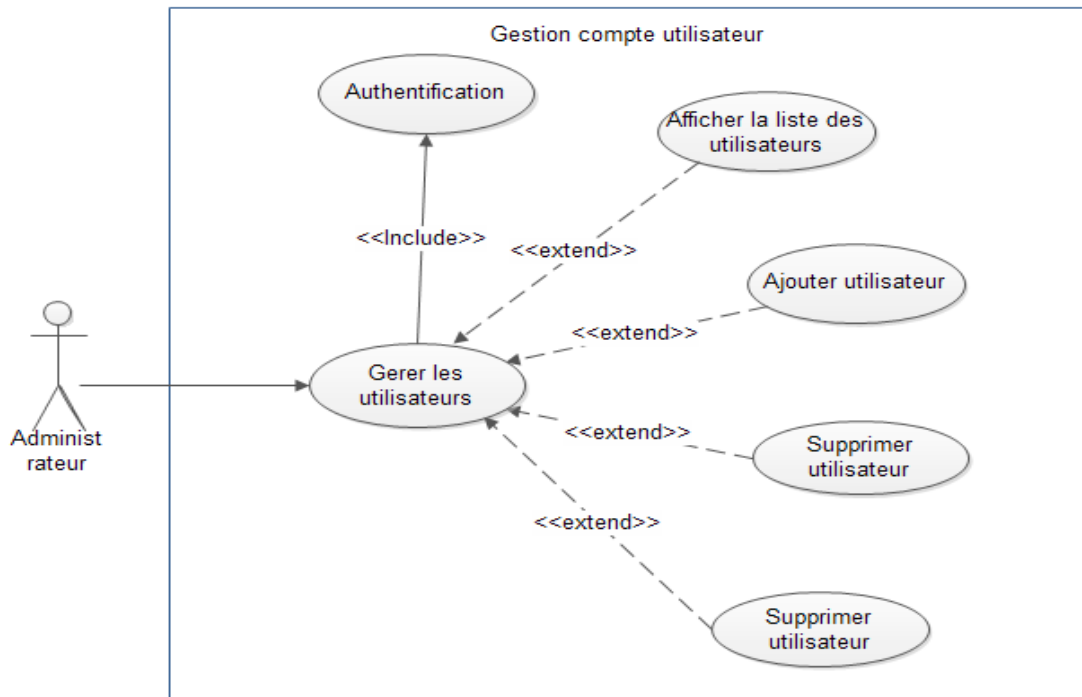 Gestion compte utilisateur
Authentification
Afficher la liste des
utilisateurs
<<Include>>
<<extend>>
Ajouter utilisateur
<<extend>>
Gerer les
utilisateurs
Administ
rateur
<<extend>>
Supprimer
utilisateur
<<extend>>
Supprimer
utilisateur